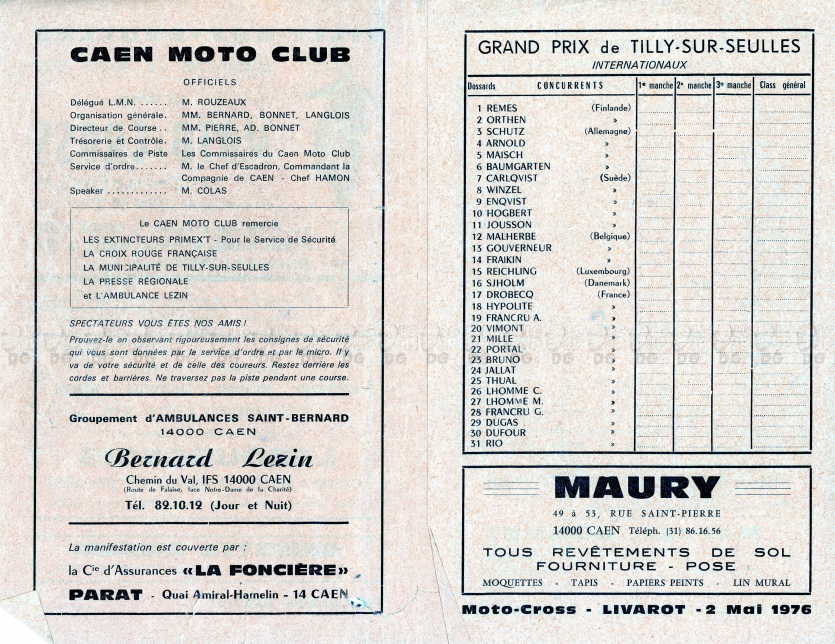 CAEN MOTO CLUB
OFFICIELS
Délégué L.M.N. ...... M. ROUZEAUX
Organisation générale. MM. BERNARD, BONNET, LANGLOIS
Directeur de Course .. MM. PIERRE, AD. BONNET
Trésorerie et Contrôle. M. LANGLOIS
Commissaires de Piste Les Commissaires du Caen Moto Club
Service d'ordre....... M. le Chef d'Escadron, Commandant la
Compagnie de CAEN - Chef HAMON
Speaker ............. M. COLAS
Le CAEN MOTO CLUB remercie
LES EXTINCTEURS PRIMEX'T - Pour le Service de Sécurité
LA CROIX ROUGE FRANÇAISE
LA MUNICIPALITÉ DE TILLY-SUR-SEULLES
LA PRESSE RÉGIONALE
et L'AMBULANCE LEZIN
SPECTATEURS VOUS ÊTES NOS AMIS !
Prouvez-le en observant rigoureusement les consignes de sécurité
qui vous sont données par le service d'ordre et par le micro. Il y
va de votre sécurité et de celle des coureurs. Restez derrière les
cordes et barrières. Ne traversez pas la piste pendant une course.
Groupement d'AMBULANCES SAINT-BERNARD
14000 CAEN
Bernard Lezin
Chemin du Val, IFS 14000 CAEN
(Route de Falaise, face Notre-Dame de la Charité)
Tél. 82.10.12 (Jour et Nuit)
La manifestation est couverte par :
la Cie d'Assurances «LA FONCIÈRE»
PARAT - Quai Amiral-Hamelin - 14 CAEN
GRAND PRIX de TILLY-SUR-SEULLES
INTERNATIONAUX
Dossards CONCURRENTS 1e manche 2e manche 3e manche Class général
1 REMES (Finlande)
2 ORTHEN »
3 SCHUTZ (Allemagne)
4 ARNOLD »
5 MAISCH »
6 BAUMGARTEN »
7 CARLQVIST (Suède)
8 WINZEL »
9 ENQVIST »
10 HOGBERT »
11 JOUSSON »
12 MALHERBE (Belgique)
13 GOUVERNEUR »
14 FRAIKIN »
15 REICHLING (Luxembourg)
16 SJHOLM (Danemark)
17 DROBECQ (France)
18 HYPOLITE »
19 FRANCRU A. »
20 VIMONT »
21 MILLE »
22 PORTAL »
23 BRUNO »
24 JALLAT »
25 THUAL »
26 LHOMME C. »
27 LHOMME M. »
28 FRANCRU G. »
29 DUGAS »
30 DUFOUR »
31 RIO »
MAURY
49 à 53, RUE SAINT-PIERRE
14000 CAEN Téléph. (31) 86.16.56
TOUS REVÊTEMENTS DE SOL
FOURNITURE - POSE
MOQUETTES - TAPIS - PAPIERS PEINTS - LIN MURAL
Moto-Cross - LIVAROT - 2 Mai 1976